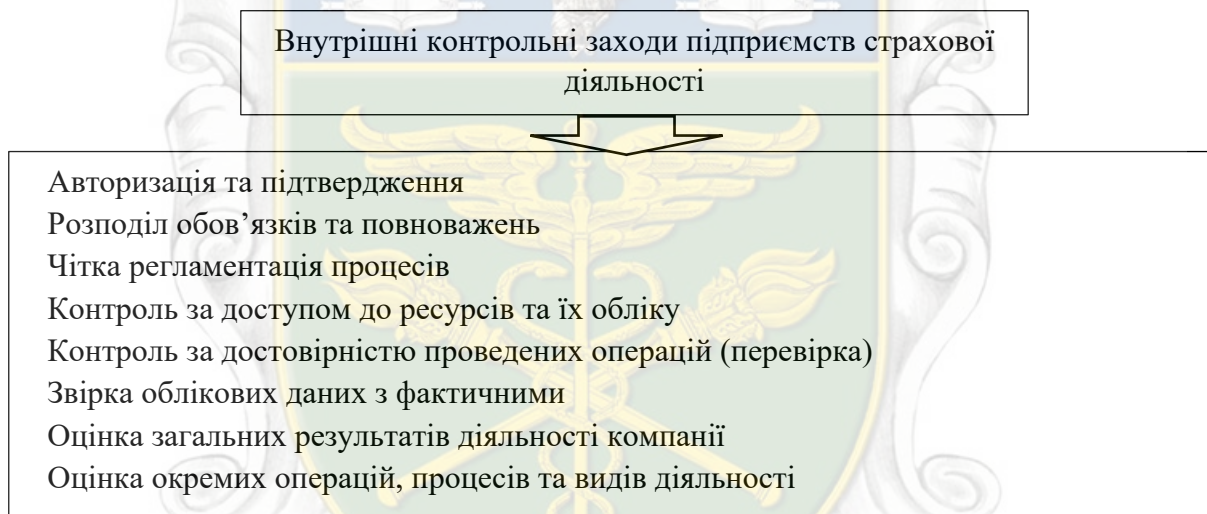 Внутрішні контрольні заходи підприємств страхової
діяльності
Авторизація та підтвердження
Розподіл обов’язків та повноважень
Чітка регламентація процесів
Контроль за доступом до ресурсів та їх обліку
Контроль за достовірністю проведених операцій (перевірка)
Звірка облікових даних з фактичними
Оцінка загальних результатів діяльності компанії
Оцінка окремих операцій, процесів та видів діяльності